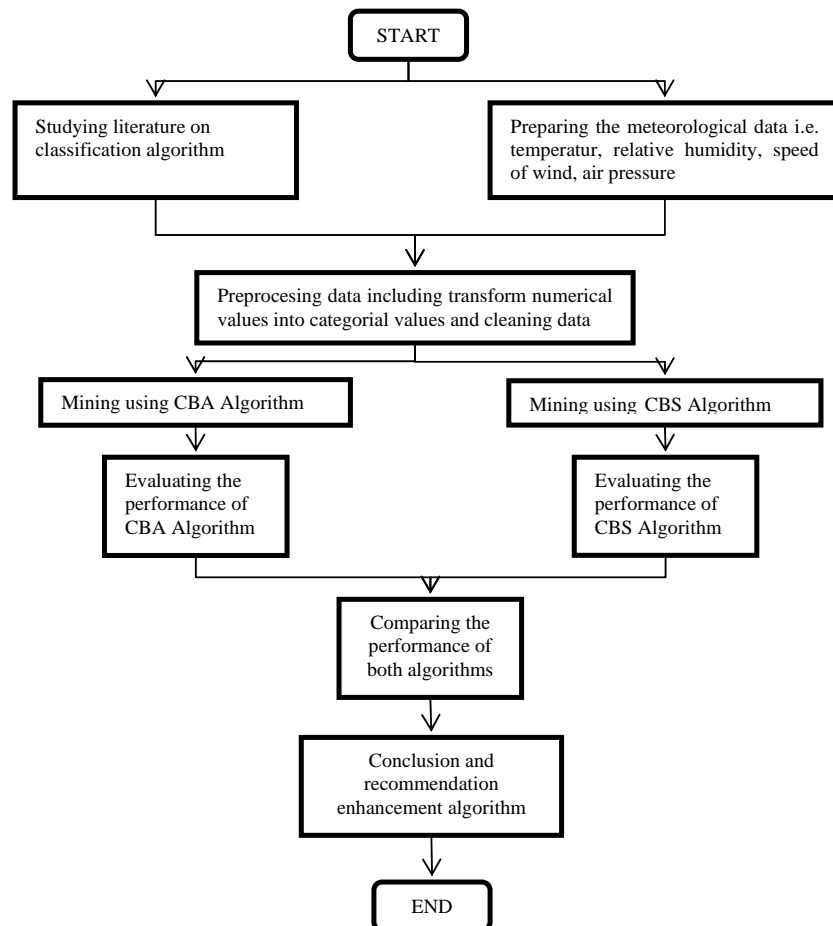 START
Studying literature on
classification algorithm
Preparing the meteorological data i.e.
temperatur, relative humidity, speed
of wind, air pressure
Preprocesing data including transform numerical
values into categorial values and cleaning data
Mining using CBA Algorithm
Mining using CBS Algorithm
Evaluating the
performance of
CBA Algorithm
Evaluating the
performance of
CBS Algorithm
Comparing the
performance of
both algorithms
Conclusion and
recommendation
enhancement algorithm
END